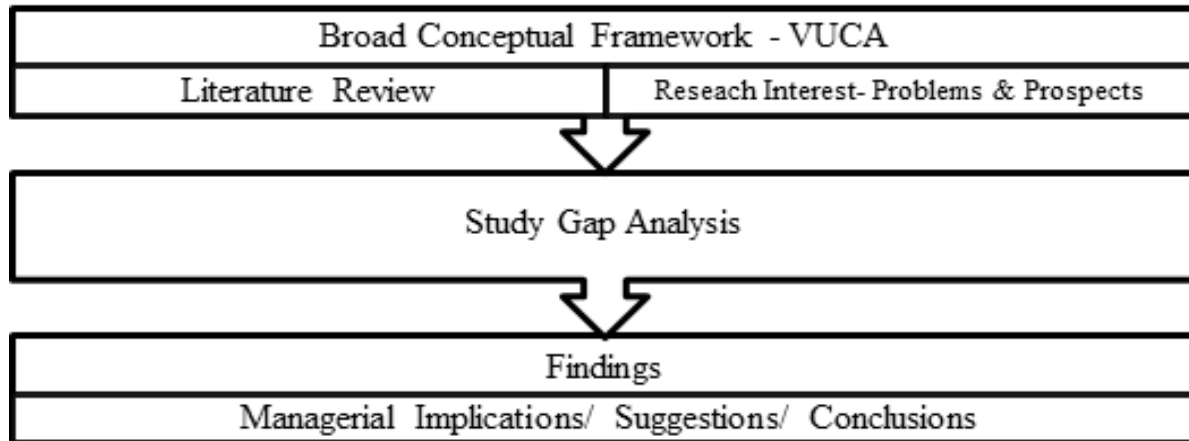 Broad Conceptual Framework - VUCA
Literature Review
Reseach Interest- Problems & Prospects
Study Gap Analysis
Findings
Managerial Implications/ Suggestions/ Conclusions